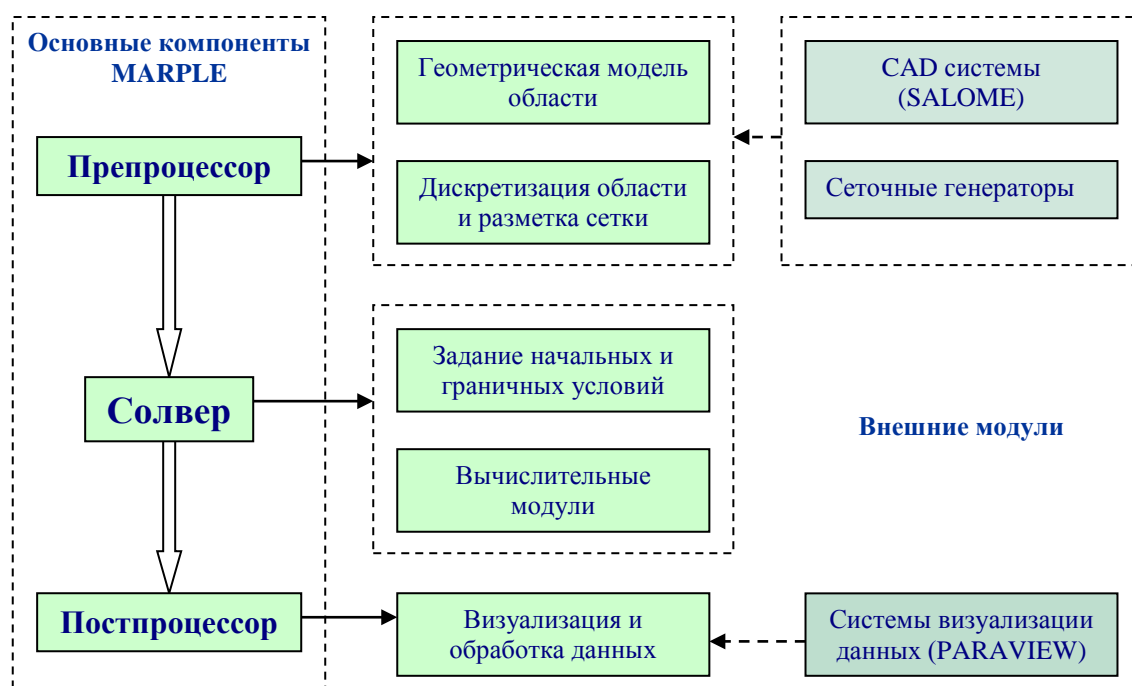 Основные компоненты
MARPLE
Геометрическая модель
области
CAD системы
(SALOME)
Препроцессор
Дискретизация области
и разметка сетки
Сеточные генераторы
Задание начальных и
граничных условий
Солвер
Внешние модули
Вычислительные
модули
Постпроцессор
Визуализация и
обработка данных
Системы визуализации
данных (PARAVIEW)